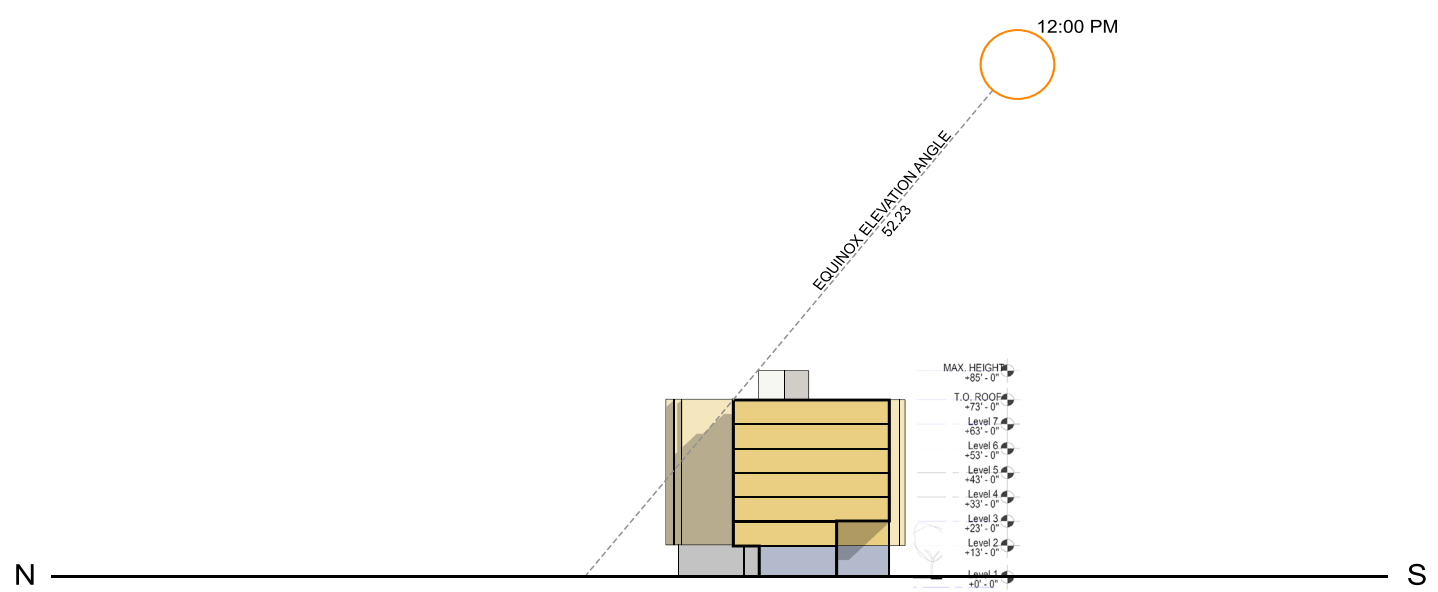 12:00 PM
EQUINOX ELEVATION ANGLE
52.23
MAX. HEIGHT
+85' - 0"
T.O. ROOF
+73' - 0"
Level 7
+63' - 0"
Level 6
+53' - 0"
Level 5
+43' - 0"
Level 4
+33' - 0"
Level 3
+23' - 0"
Level 2
+13' - 0"
Level 1
+0' - 0"
N
S